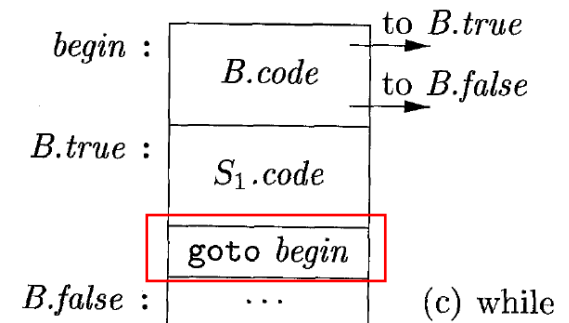 to B.true
begin :
B.code
to B.false
B.true :
S₁.code
goto begin
B.false : ... (c) while